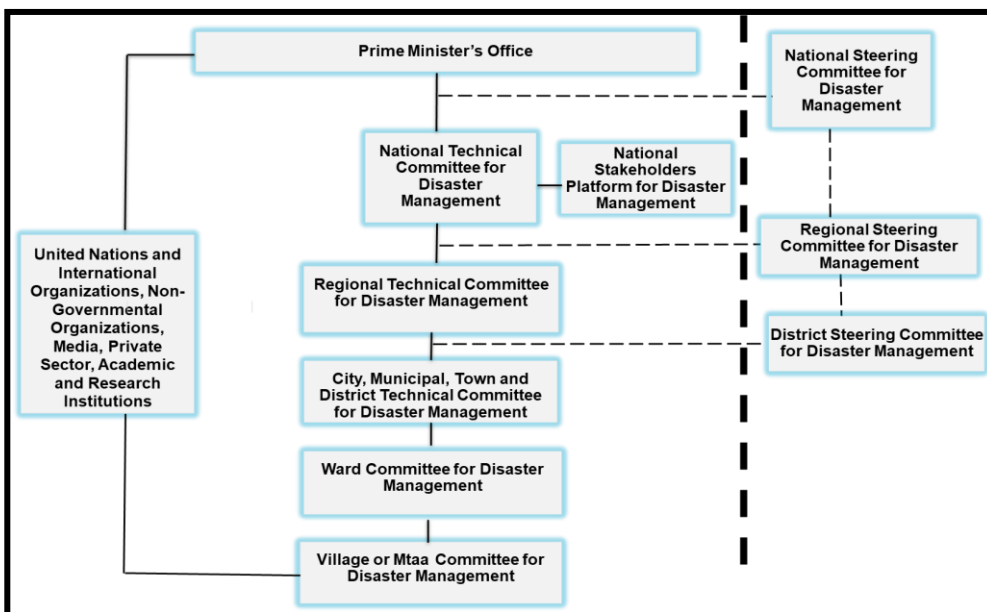 Prime Minister's Office
National Steering
Committee for
Disaster
Management
National Technical
Committee for
Disaster
Management
National
Stakeholders
Platform for Disaster
Management
Regional Steering
Committee for Disaster
Management
United Nations and
International
Organizations, Non-
Governmental
Organizations,
Media, Private
Sector, Academic
and Research
Institutions
Regional Technical Committee
for Disaster Management
District Steering Committee
for Disaster Management
City, Municipal, Town and
District Technical Committee
for Disaster Management
Ward Committee for Disaster
Management
Village or Mtaa Committee for
Disaster Management